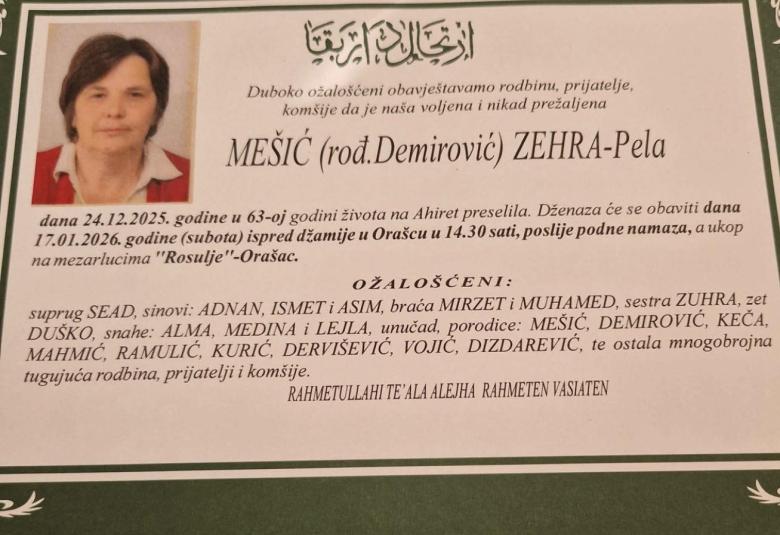 ارتحال دار بقا
Duboko ožalošćeni obavještavamo rodbinu, prijatelje,
komšije da je naša voljena i nikad prežaljena
MEŠIĆ (rođ.Demirović) ZEHRA-Pela
dana 24.12.2025. godine u 63-oj godini života na Ahiret preselila. Dženaza će se obaviti dana
17.01.2026. godine (subota) ispred džamije u Orašcu u 14.30 sati, poslije podne namaza, a ukop
na mezarlucima "Rosulje"-Orašac.
OŽALOŠĆENI:
suprug SEAD, sinovi: ADNAN, ISMET i ASIM, braća MIRZET i MUHAMED, sestra ZUHRA, zet
DUŠKO, snahe: ALMA, MEDINA i LEJLA, unučad, porodice: MEŠIĆ, DEMIROVIĆ, KEČA,
MAHMIĆ, RAMULIĆ, KURIĆ, DERVIŠEVIĆ, VOJIĆ, DIZDAREVIĆ, te ostala mnogobrojna
tugujuća rodbina, prijatelji i komšije.
RAHMETULLAHI TE'ALA ALEJHA RAHMETEN VASIATEN